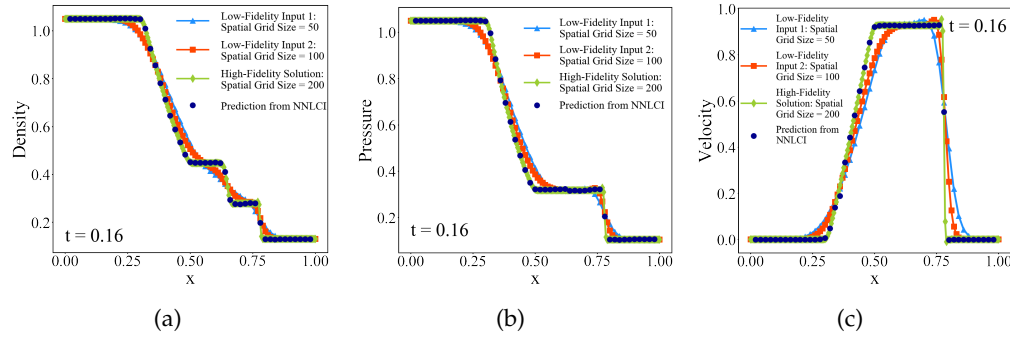 Low-Fidelity Input 1:
Spatial Grid Size = 50
Low-Fidelity Input 2:
Spatial Grid Size = 100
High-Fidelity Solution:
Spatial Grid Size = 200
Prediction from NNLCI
1.0
0.8
0.6
0.4
0.2
Density
t = 0.16
0.00
0.25
0.50
0.75
1.00
x
(a)
Low-Fidelity Input 1:
Spatial Grid Size = 50
Low-Fidelity Input 2:
Spatial Grid Size = 100
High-Fidelity Solution:
Spatial Grid Size = 200
Prediction from NNLCI
1.0
0.8
0.6
0.4
0.2
Pressure
t = 0.16
0.00
0.25
0.50
0.75
1.00
x
(b)
Low-Fidelity
Input 1: Spatial
Grid Size = 50
Low-Fidelity
Input 2: Spatial
Grid Size = 100
High-Fidelity
Solution: Spatial
Grid Size = 200
Prediction from
NNLCI
t = 0.16
1.0
0.8
0.6
0.4
0.2
0.0
Velocity
0.00
0.25
0.50
0.75
1.00
x
(c)